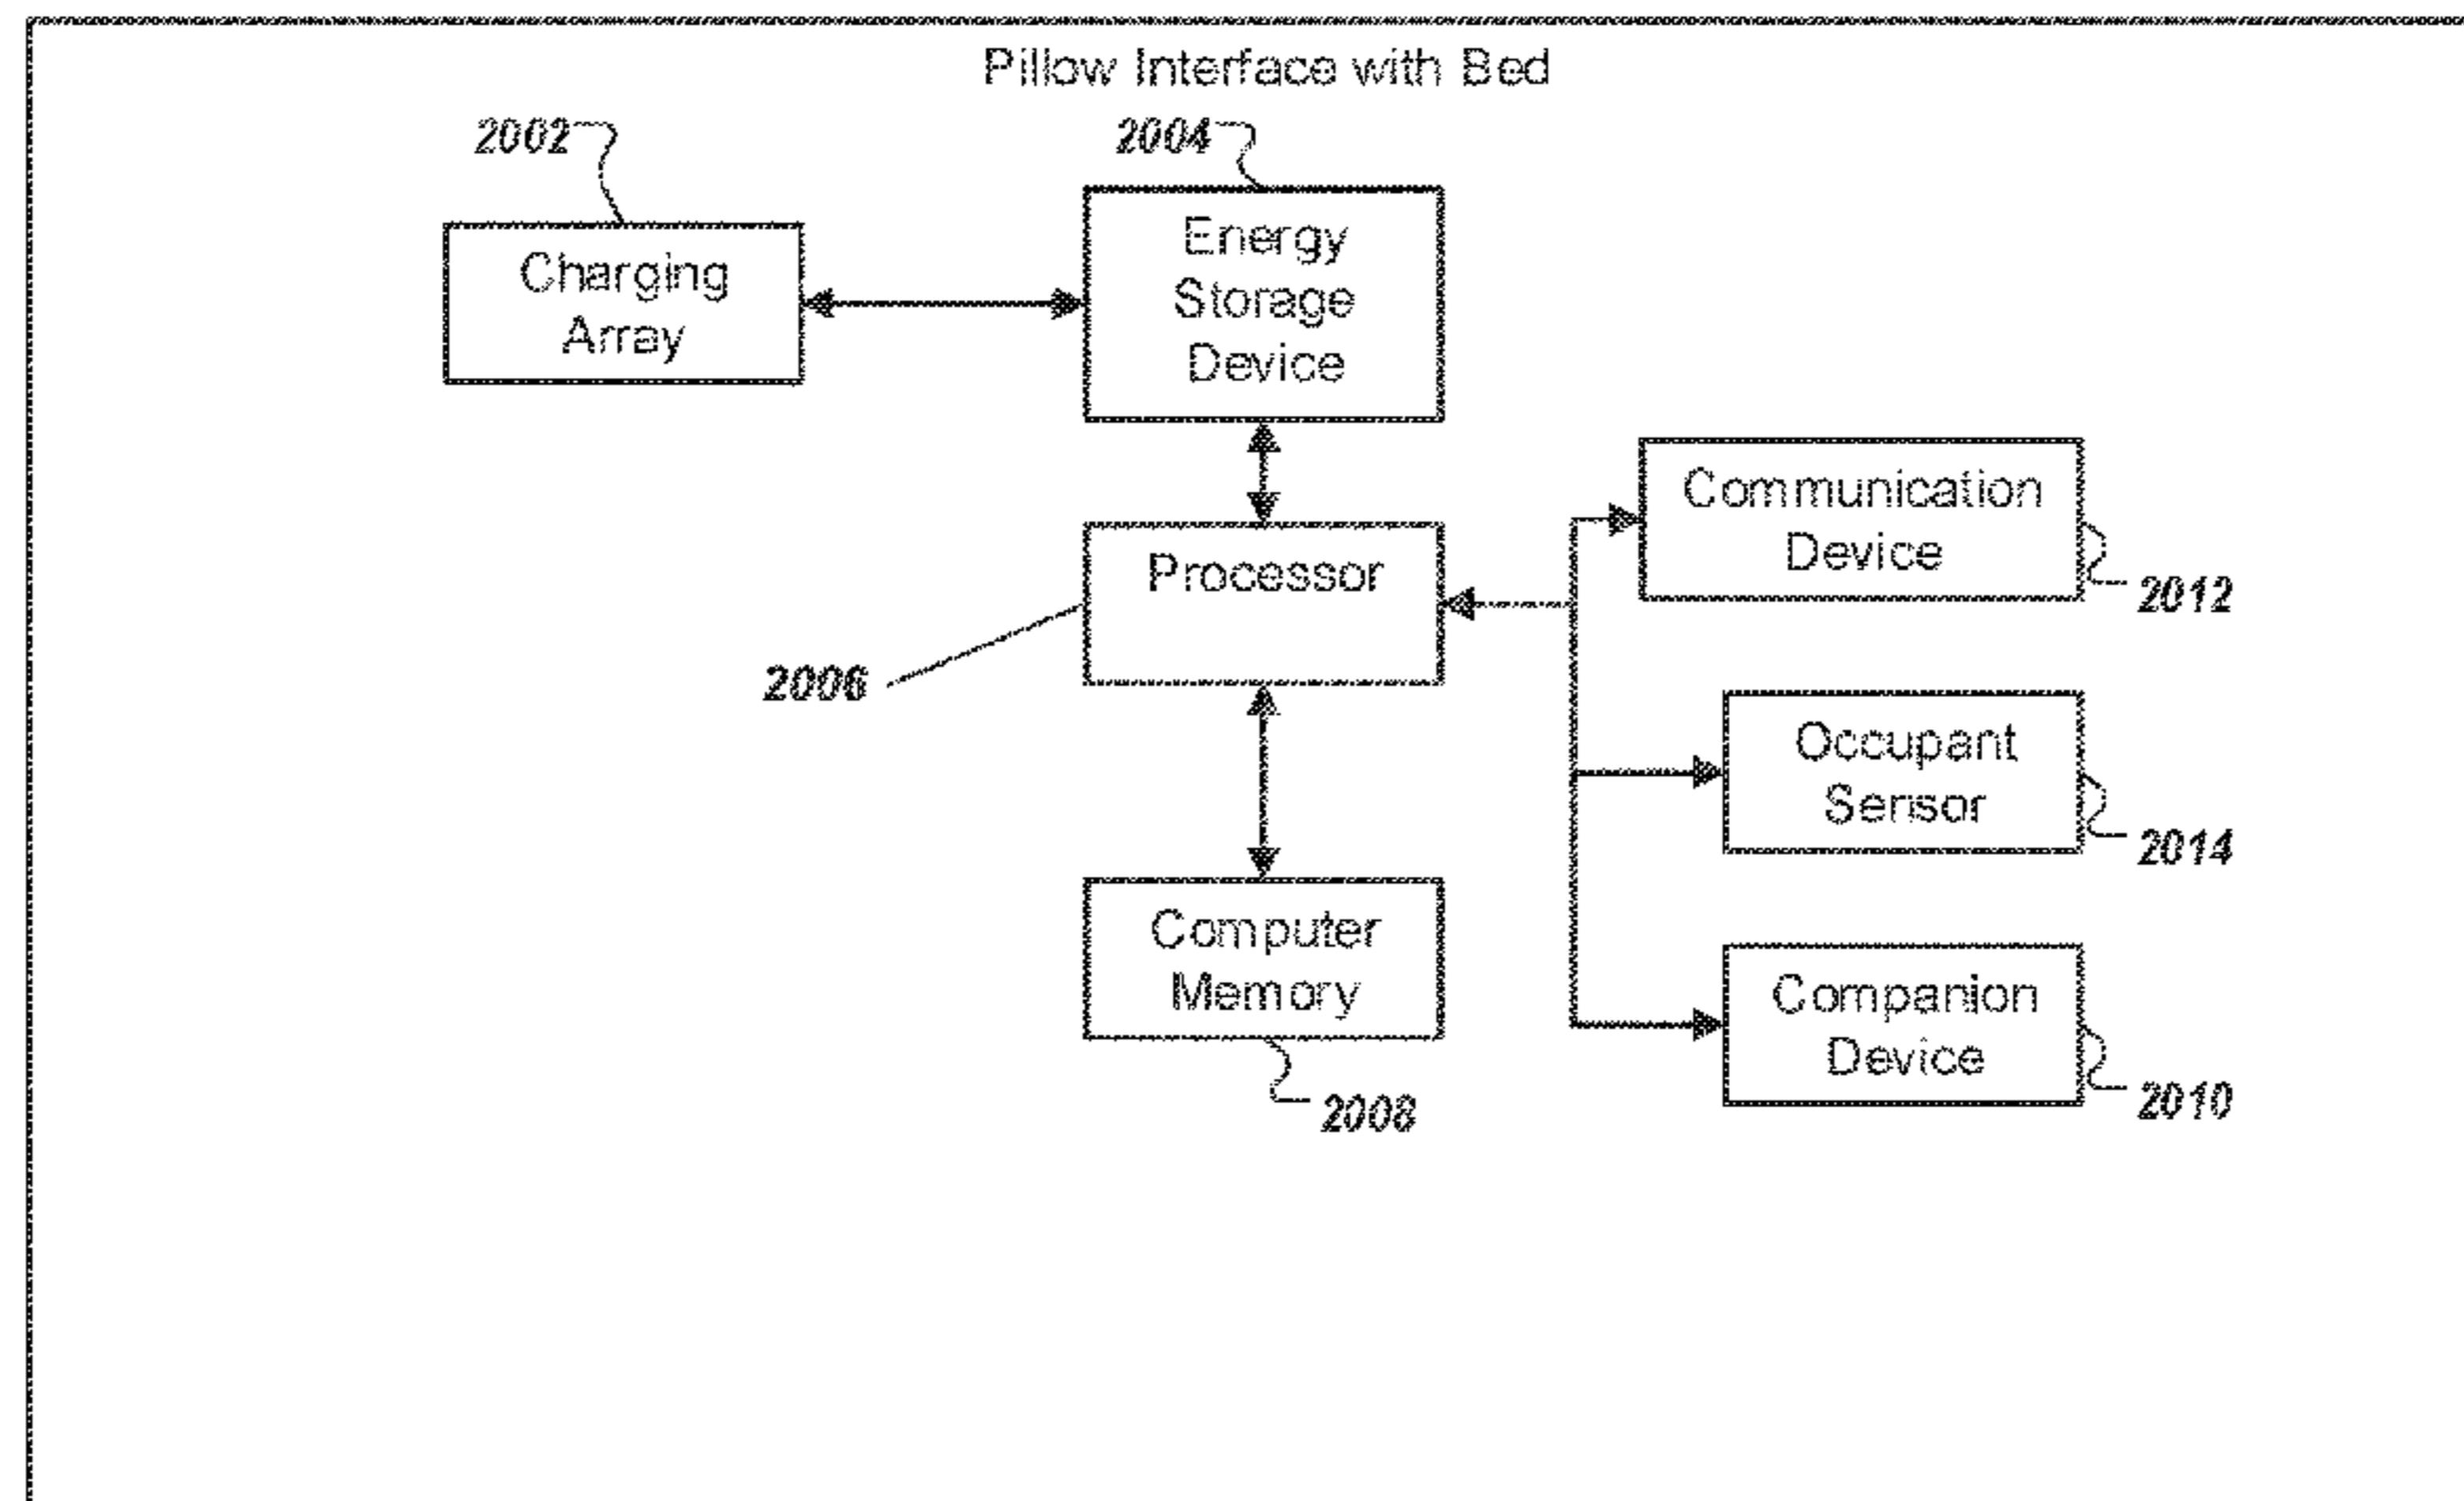 Pillow Interface with Bed
2002
2004
Charging
Array
Energy
Storage
Device
Communication
Device
2012
Processor
2006
Occupant
Sensor
2014
Computer
Memory
2008
Companion
Device
2010